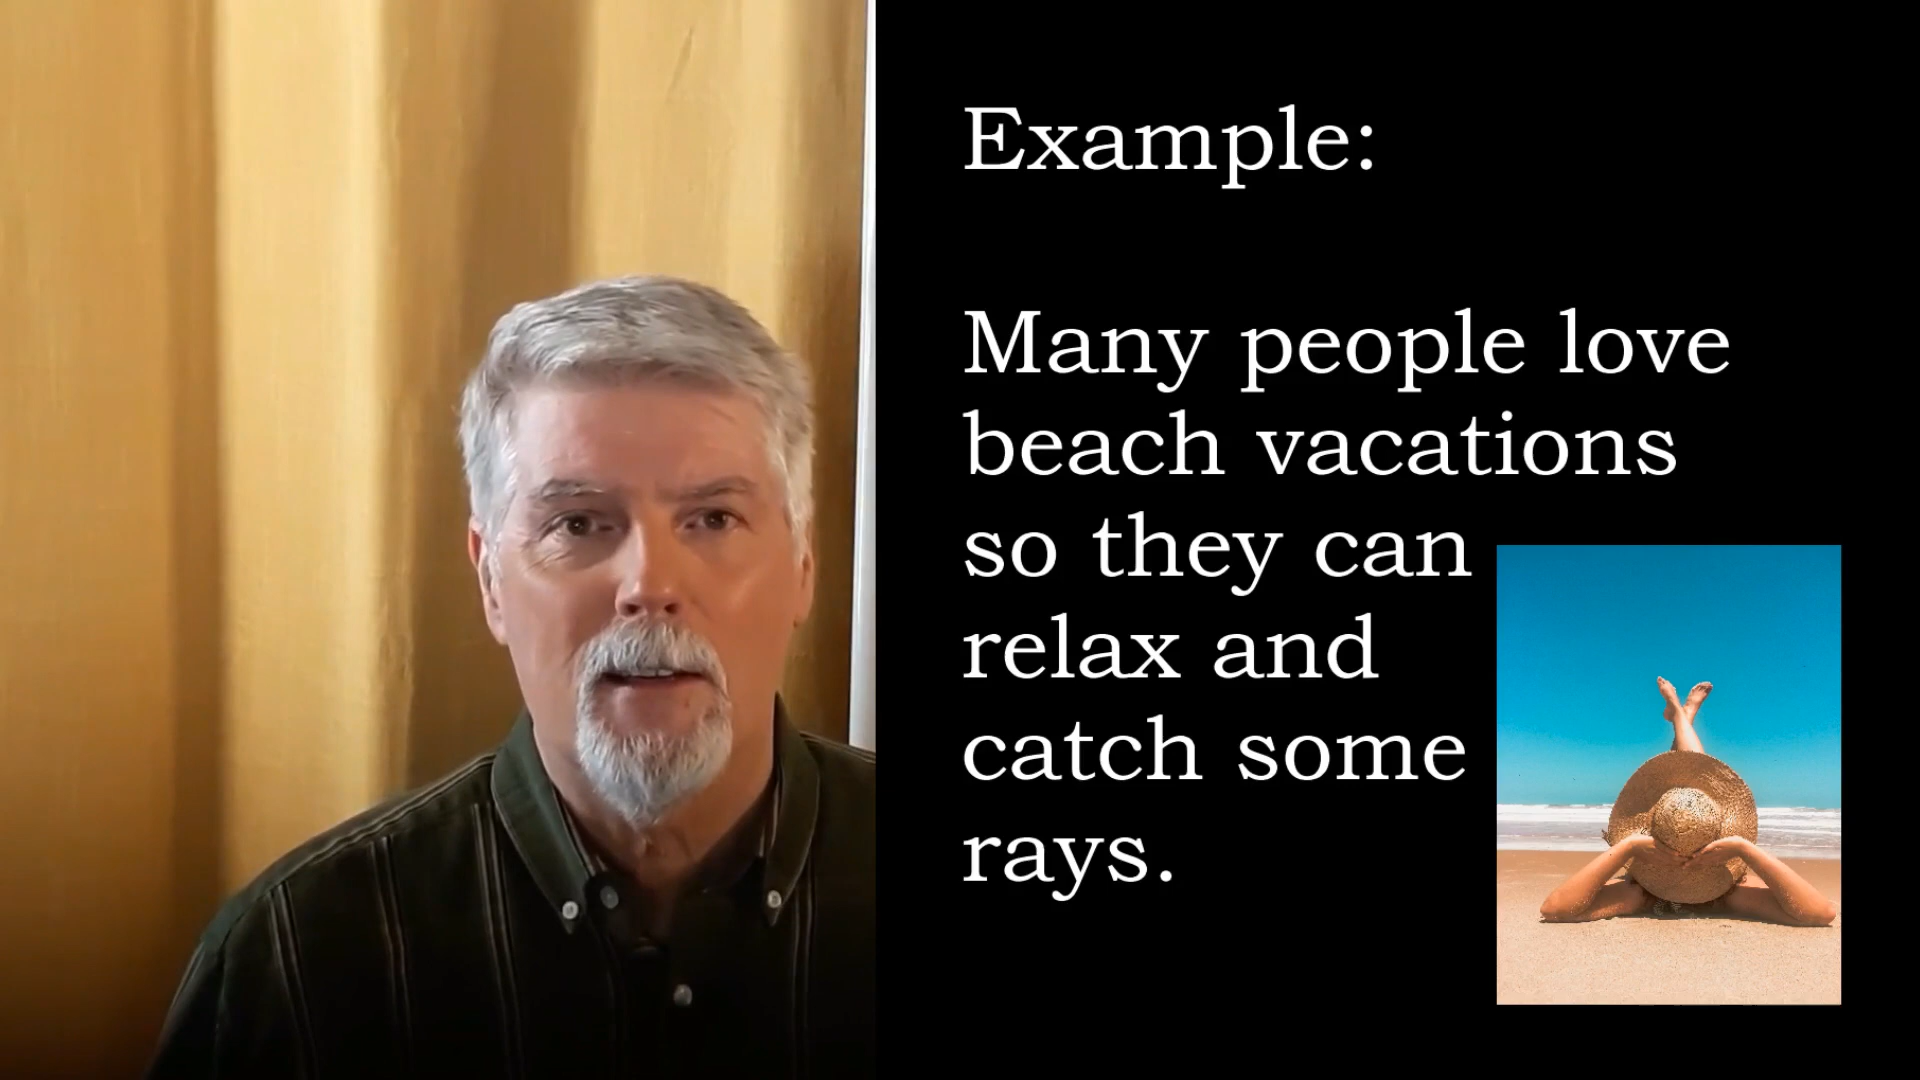 Example:
Many people love
beach vacations
so they can
relax and
catch some
rays.